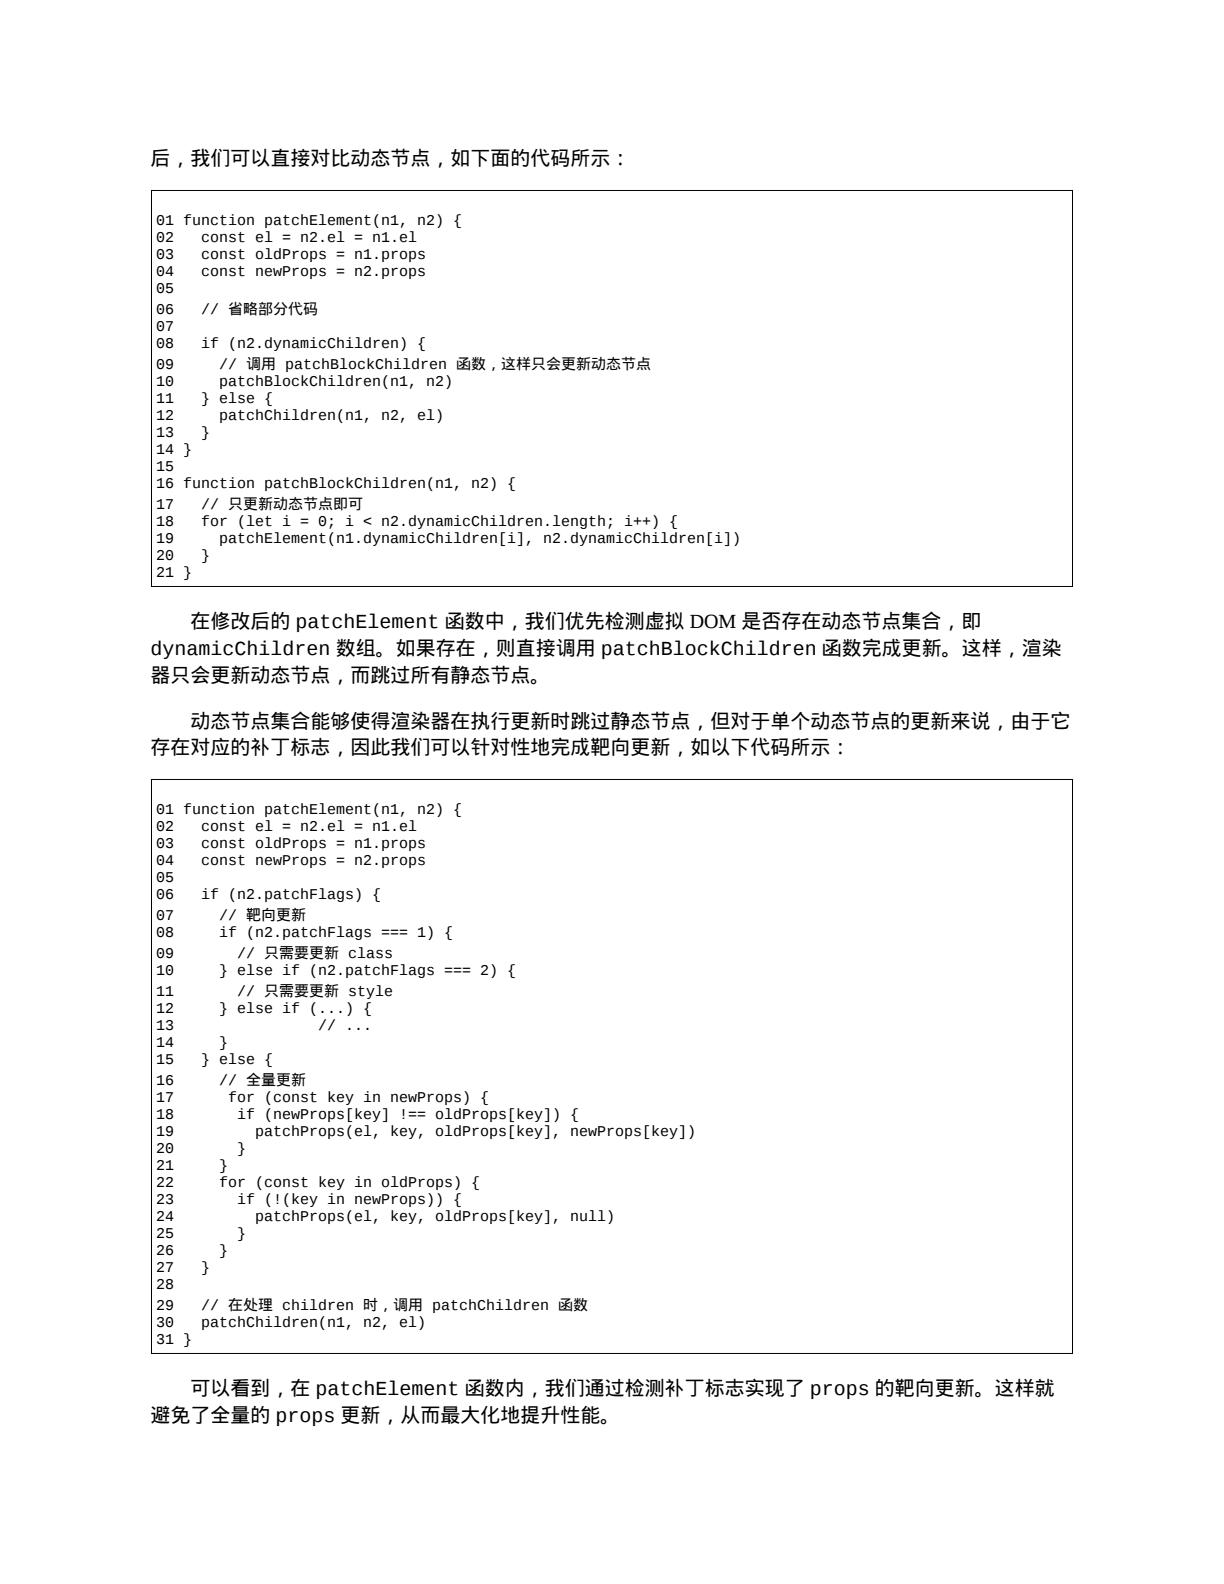 后，我们可以直接对比动态节点，如下面的代码所示：
01 function patchElement(n1, n2) {
02   const el = n2.el = n1.el
03   const oldProps = n1.props
04   const newProps = n2.props
05
06   // 省略部分代码
07
08   if (n2.dynamicChildren) {
09     // 调用 patchBlockChildren 函数，这样只会更新动态节点
10     patchBlockChildren(n1, n2)
11   } else {
12     patchChildren(n1, n2, el)
13   }
14 }
15
16 function patchBlockChildren(n1, n2) {
17   // 只更新动态节点即可
18   for (let i = 0; i < n2.dynamicChildren.length; i++) {
19     patchElement(n1.dynamicChildren[i], n2.dynamicChildren[i])
20   }
21 }
在修改后的 patchElement 函数中，我们优先检测虚拟 DOM 是否存在动态节点集合，即
dynamicChildren 数组。如果存在，则直接调用 patchBlockChildren 函数完成更新。这样，渲染
器只会更新动态节点，而跳过所有静态节点。
动态节点集合能够使得渲染器在执行更新时跳过静态节点，但对于单个动态节点的更新来说，由于它
存在对应的补丁标志，因此我们可以针对性地完成靶向更新，如以下代码所示：
01 function patchElement(n1, n2) {
02   const el = n2.el = n1.el
03   const oldProps = n1.props
04   const newProps = n2.props
05
06   if (n2.patchFlags) {
07     // 靶向更新
08     if (n2.patchFlags === 1) {
09       // 只需要更新 class
10     } else if (n2.patchFlags === 2) {
11       // 只需要更新 style
12     } else if (...) {
13                // ...
14     }
15   } else {
16     // 全量更新
17      for (const key in newProps) {
18       if (newProps[key] !== oldProps[key]) {
19         patchProps(el, key, oldProps[key], newProps[key])
20       }
21     }
22     for (const key in oldProps) {
23       if (!(key in newProps)) {
24         patchProps(el, key, oldProps[key], null)
25       }
26     }
27   }
28
29   // 在处理 children 时，调用 patchChildren 函数
30   patchChildren(n1, n2, el)
31 }
可以看到，在 patchElement 函数内，我们通过检测补丁标志实现了 props 的靶向更新。这样就
避免了全量的 props 更新，从而最大化地提升性能。